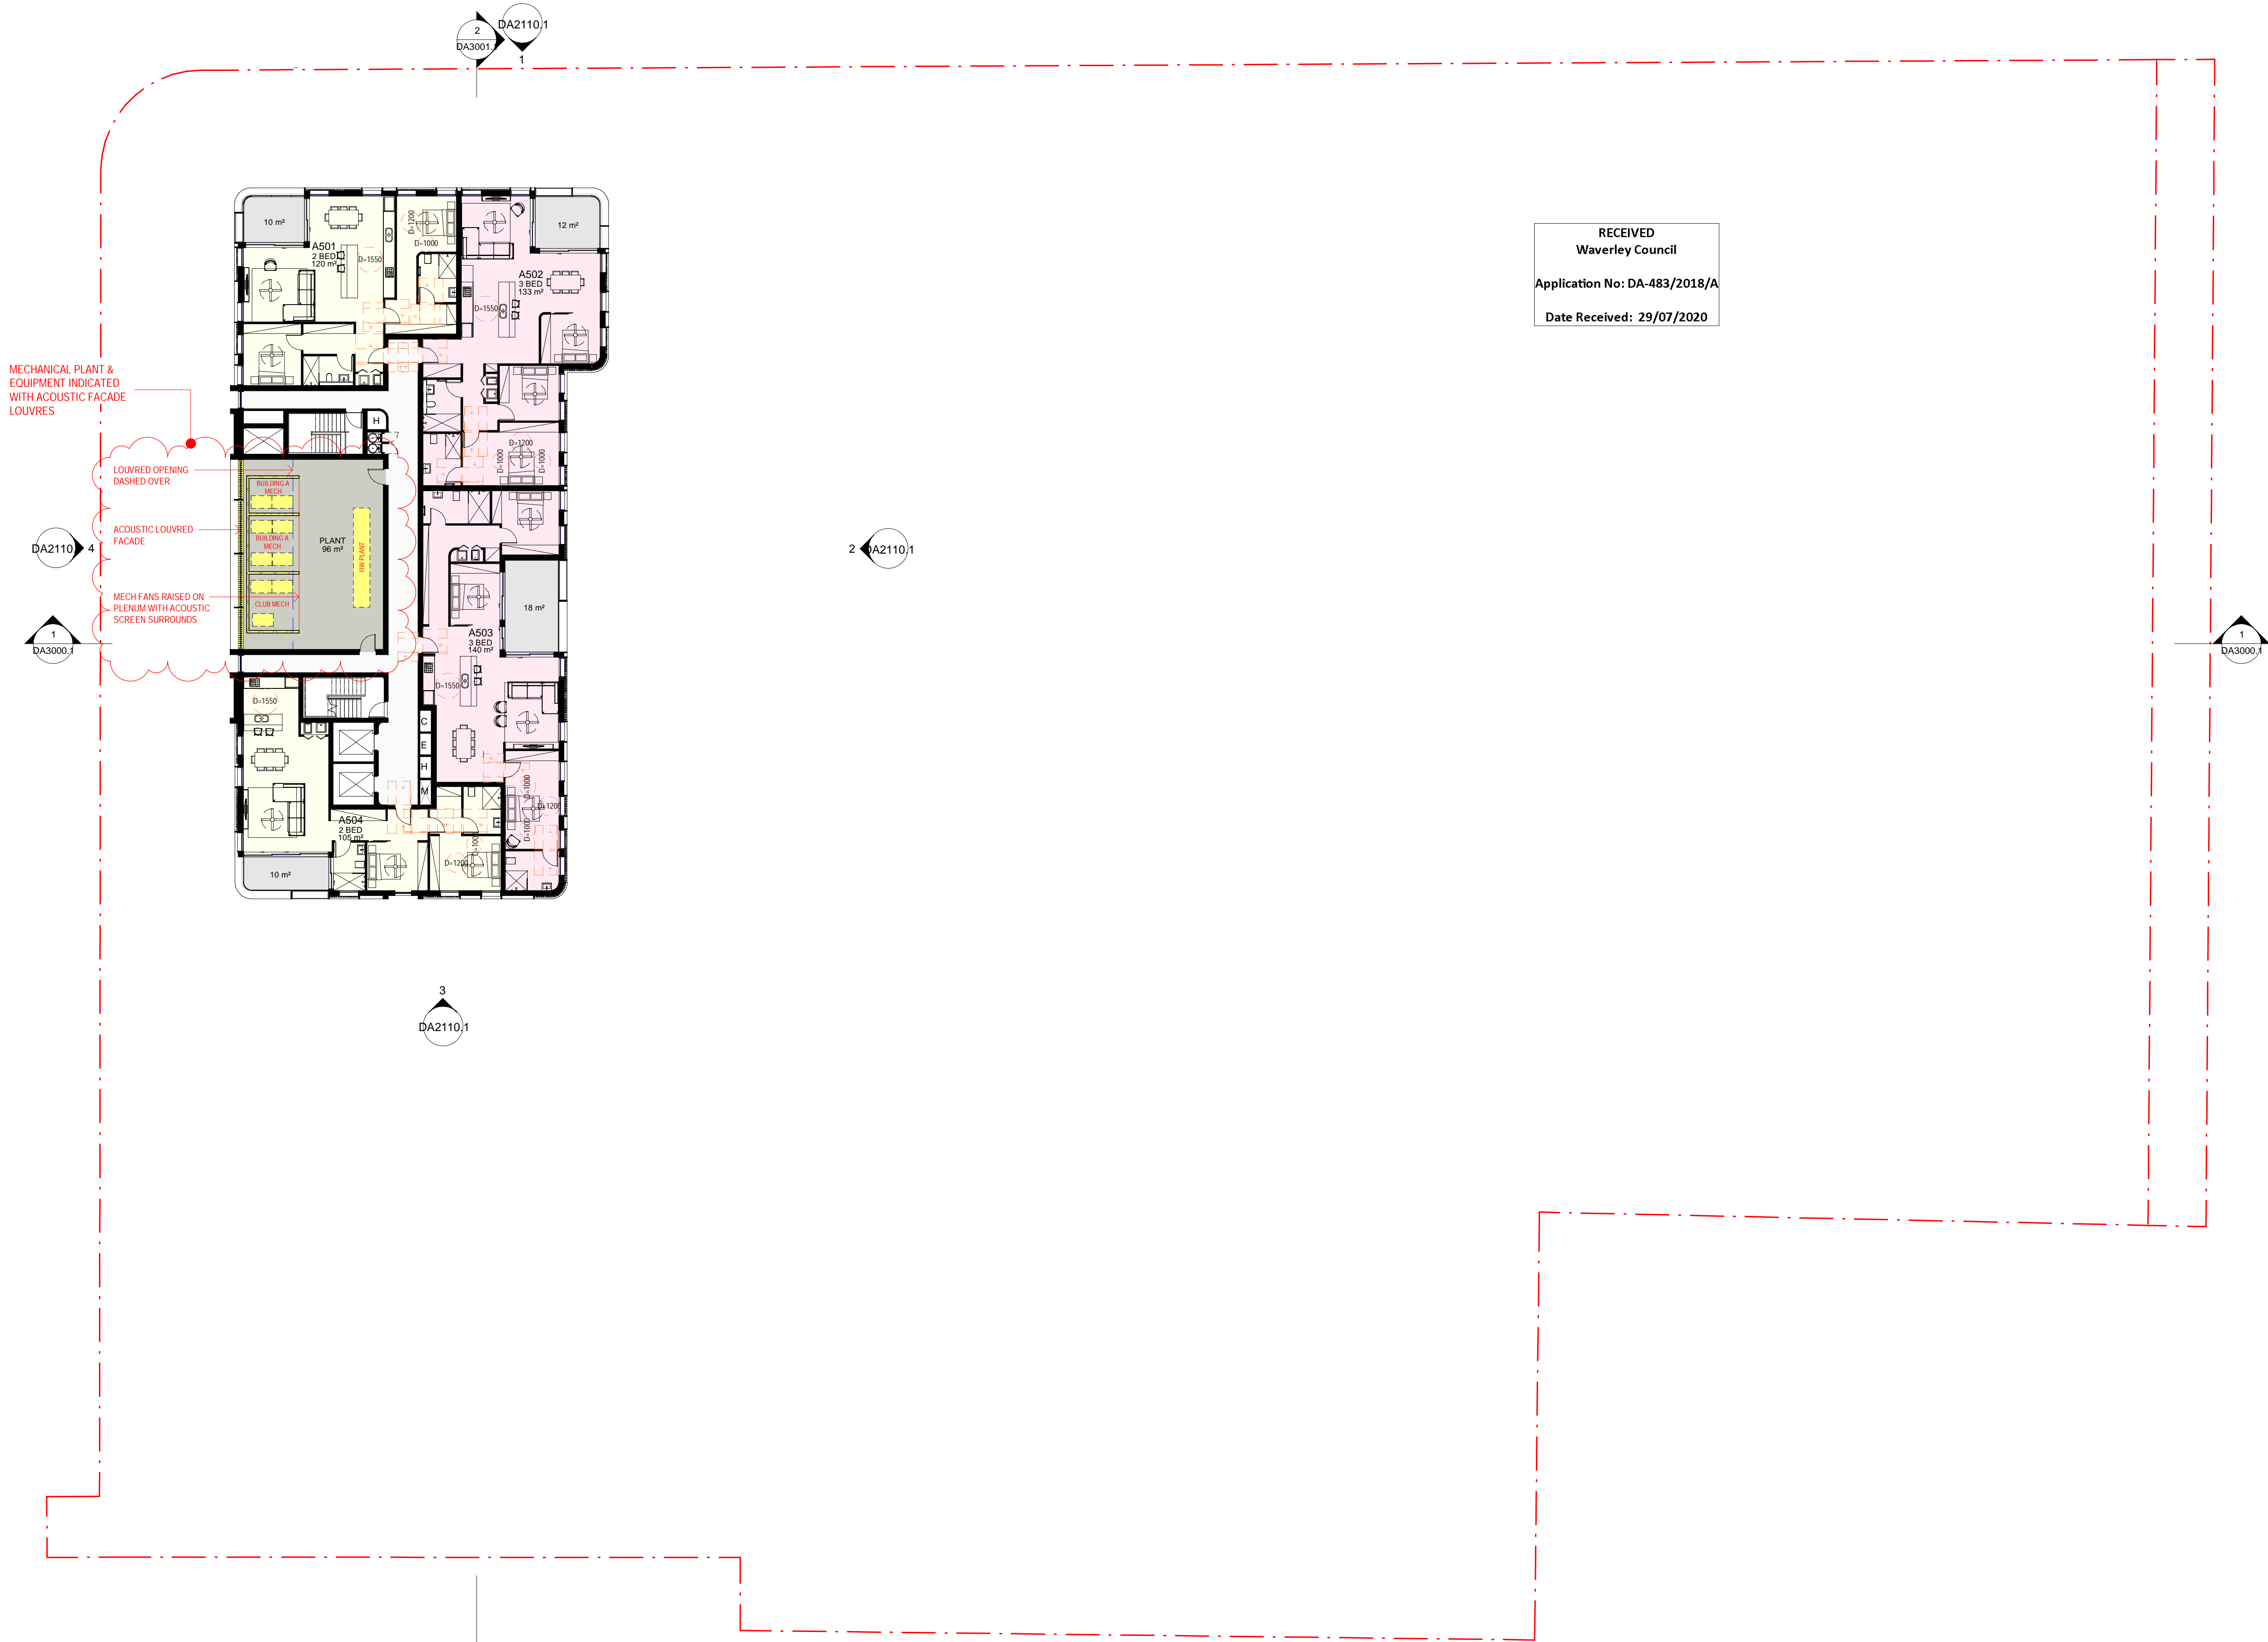 2
DA3001.1
DA2110.1
1
RECEIVED
Waverley Council
Application No: DA-483/2018/A
Date Received: 29/07/2020
10 m²
A501
2 BED
120 m²
D=1550
D=1200
D=1000
12 m²
A502
3 BED
133 m²
D=1550
MECHANICAL PLANT &
EQUIPMENT INDICATED
WITH ACOUSTIC FACADE
LOUVRES
H
D=1200
D=1000
D=1000
LOUVRED OPENING
DASHED OVER
BUILDING A
MECH
ACOUSTIC LOUVRED
FACADE
BUILDING A
MECH
PLANT
96 m²
HW PLANT
DA2110.
4
2
DA2110.1
MECH FANS RAISED ON
PLENUM WITH ACOUSTIC
SCREEN SURROUNDS
CLUB MECH
18 m²
A503
3 BED
140 m²
D=1550
1
DA3000.1
1
DA3000.1
D=1550
C
E
H
M
D=1000
D=1200
D=1000
A504
2 BED
105 m²
D=1200
10 m²
3
DA2110.1